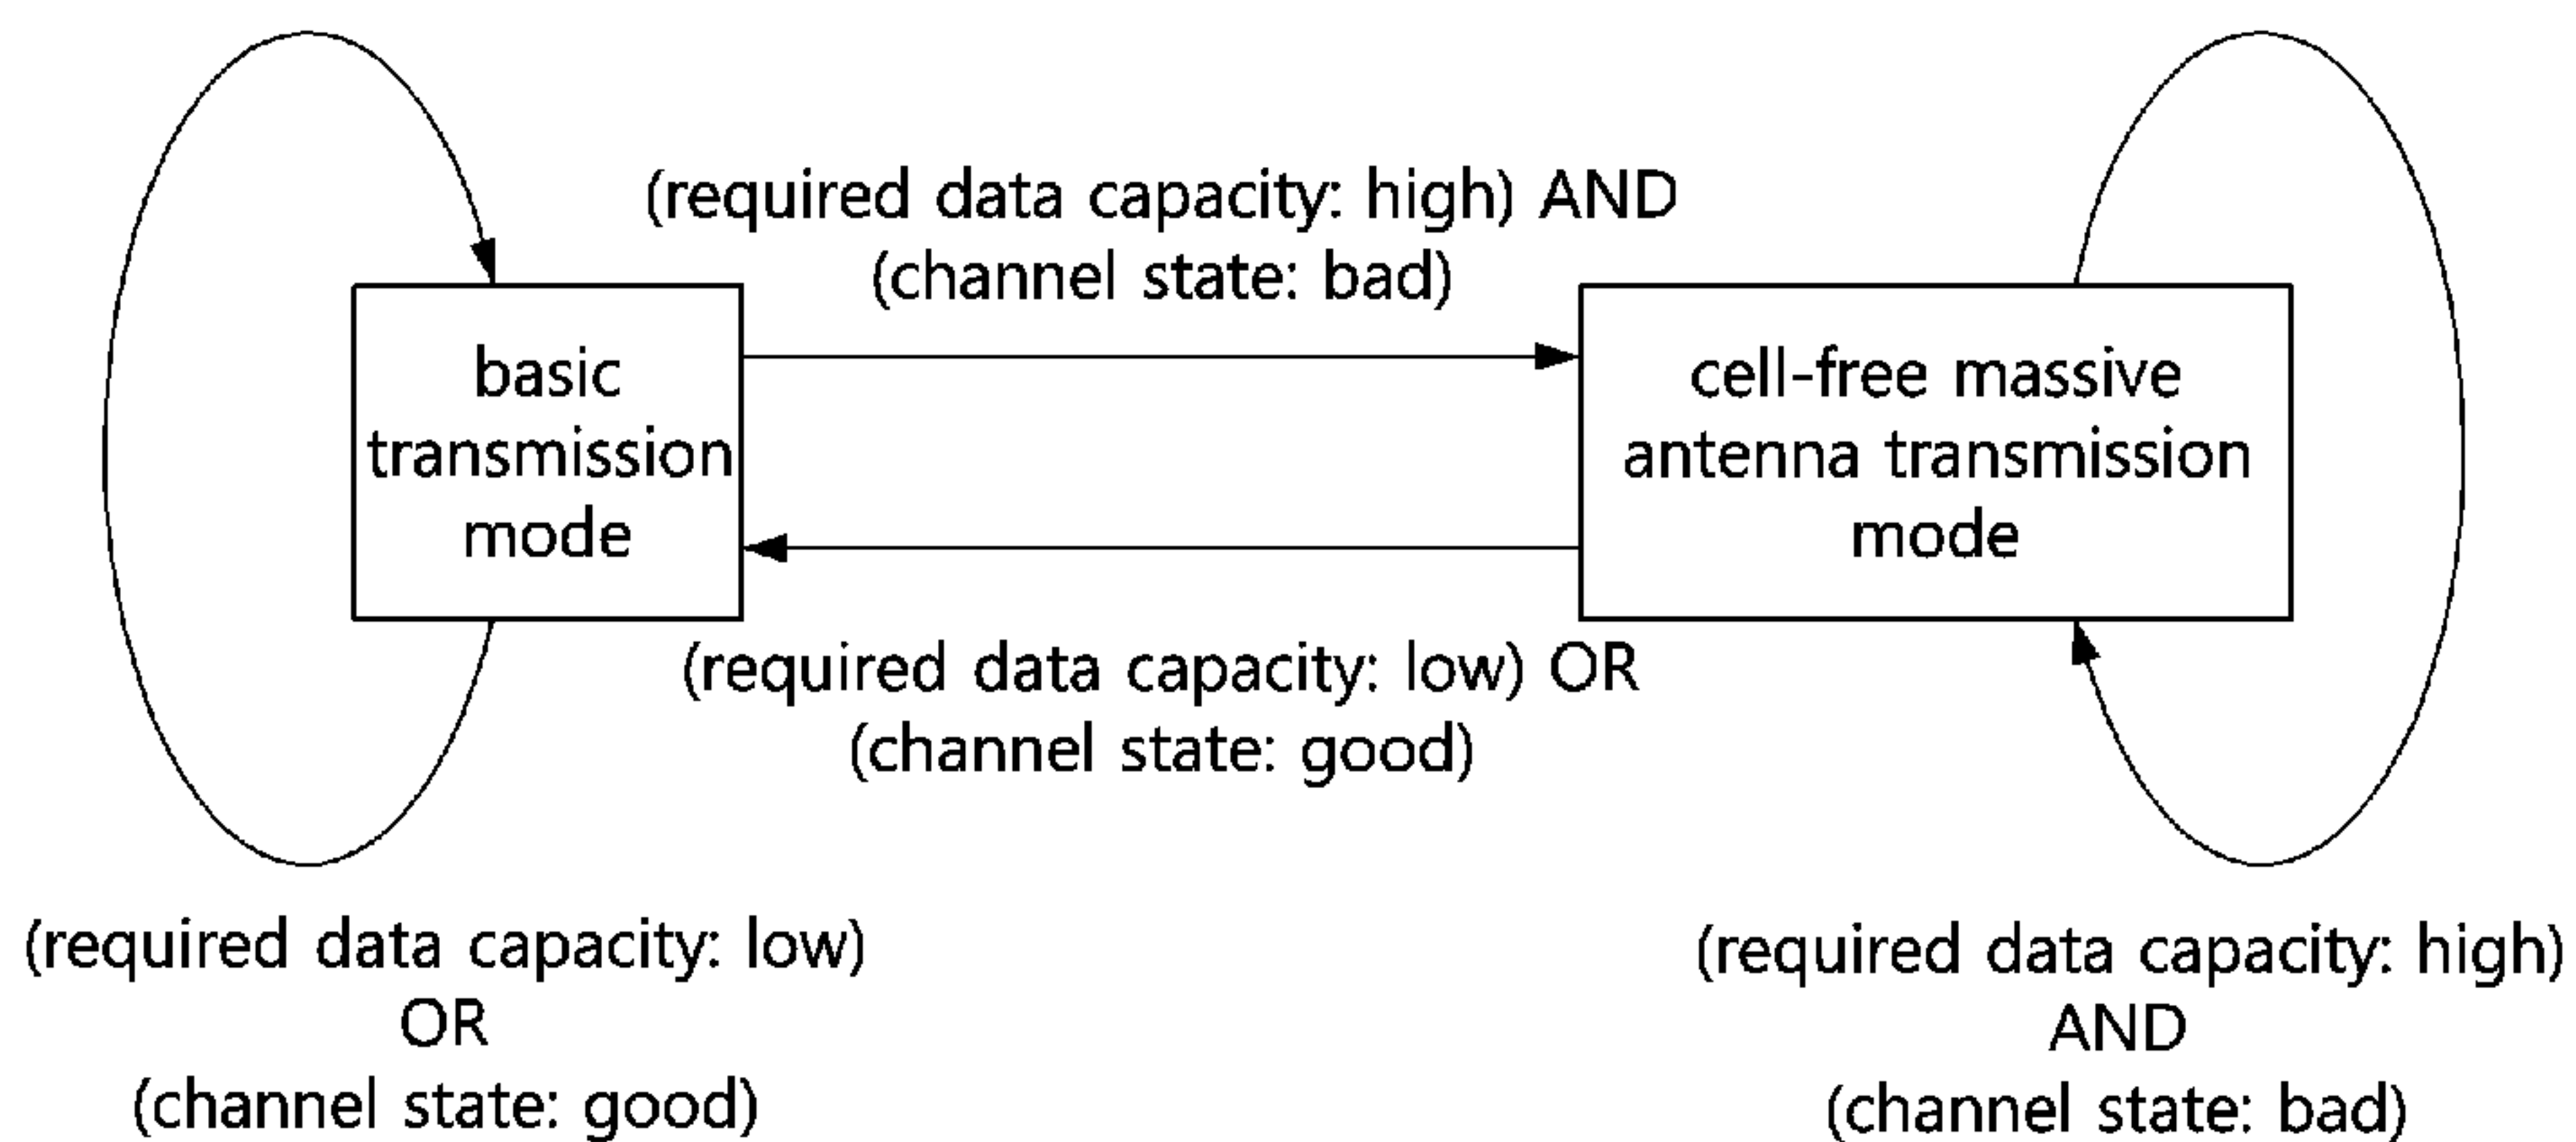 (required data capacity: high) AND
(channel state: bad)
basic
transmission
mode
cell-free massive
antenna transmission
mode
(required data capacity: low) OR
(channel state: good)
(required data capacity: low)
OR
(channel state: good)
(required data capacity: high)
AND
(channel state: bad)